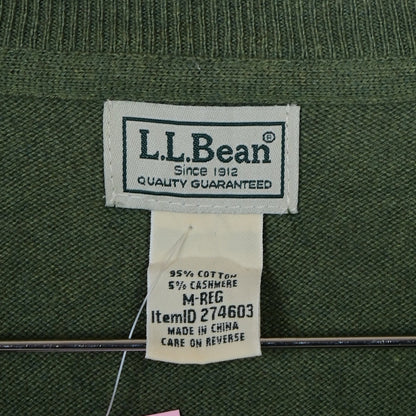 L.L.Bean®
Since 1912
QUALITY GUARANTEED
95% COTTON
5% CASHMERE
M-REG
ItemID 274603
MADE IN CHINA
CARE ON REVERSE